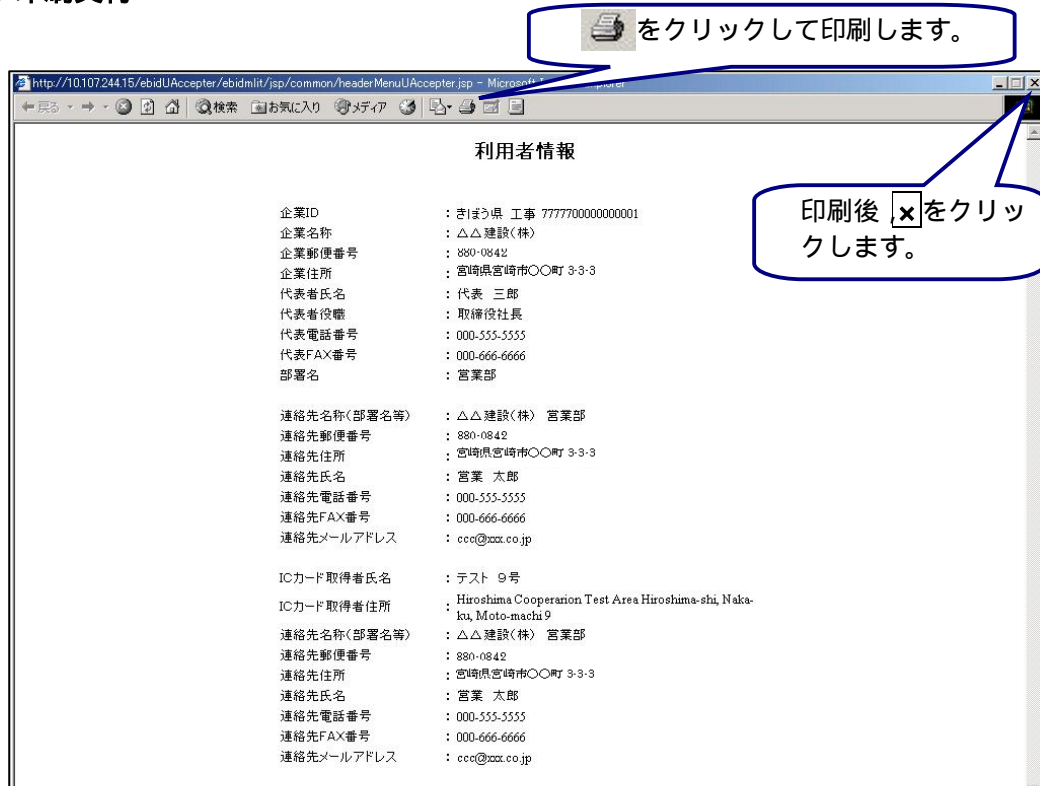 をクリックして印刷します。
http://10.107.244.15/ebidUAccepter/ebidmlit/jsp/common/headerMenuUAccepter.jsp - Microsoft
戻る 検索 お気に入り メディア
利用者情報
印刷後,×をクリッ
クします。
企業ID : きぼう県 工事 7777700000000001
企業名称 : △△建設(株)
企業郵便番号 : 880-0842
企業住所 : 宮崎県宮崎市〇〇町 3-3-3
代表者氏名 : 代表 三郎
代表者役職 : 取締役社長
代表電話番号 : 000-555-5555
代表FAX番号 : 000-666-6666
部署名 : 営業部
連絡先名称(部署名等) : △△建設(株) 営業部
連絡先郵便番号 : 880-0842
連絡先住所 : 宮崎県宮崎市〇〇町 3-3-3
連絡先氏名 : 営業 太郎
連絡先電話番号 : 000-555-5555
連絡先FAX番号 : 000-666-6666
連絡先メールアドレス : ccc@xxx.co.jp
ICカード取得者氏名 : テスト 9号
ICカード取得者住所 : Hiroshima Cooperarion Test Area Hiroshima-shi, Naka-
ku, Moto-machi 9
連絡先名称(部署名等) : △△建設(株) 営業部
連絡先郵便番号 : 880-0842
連絡先住所 : 宮崎県宮崎市〇〇町 3-3-3
連絡先氏名 : 営業 太郎
連絡先電話番号 : 000-555-5555
連絡先FAX番号 : 000-666-6666
連絡先メールアドレス : ccc@xxx.co.jp